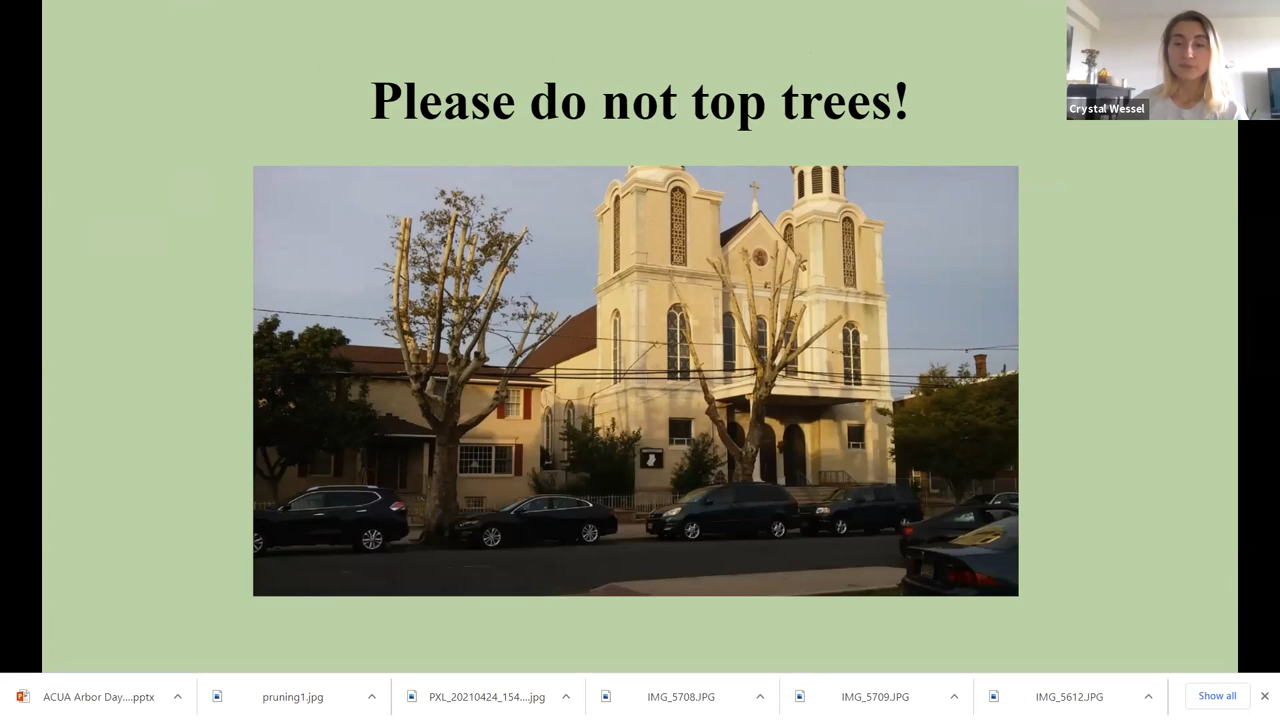 Please do not top trees!
Crystal Wessel
ACUA Arbor Day....pptx
pruning1.jpg
PXL_20210424_154....jpg
IMG_5708.JPG
IMG_5709.JPG
IMG_5612.JPG
Show all